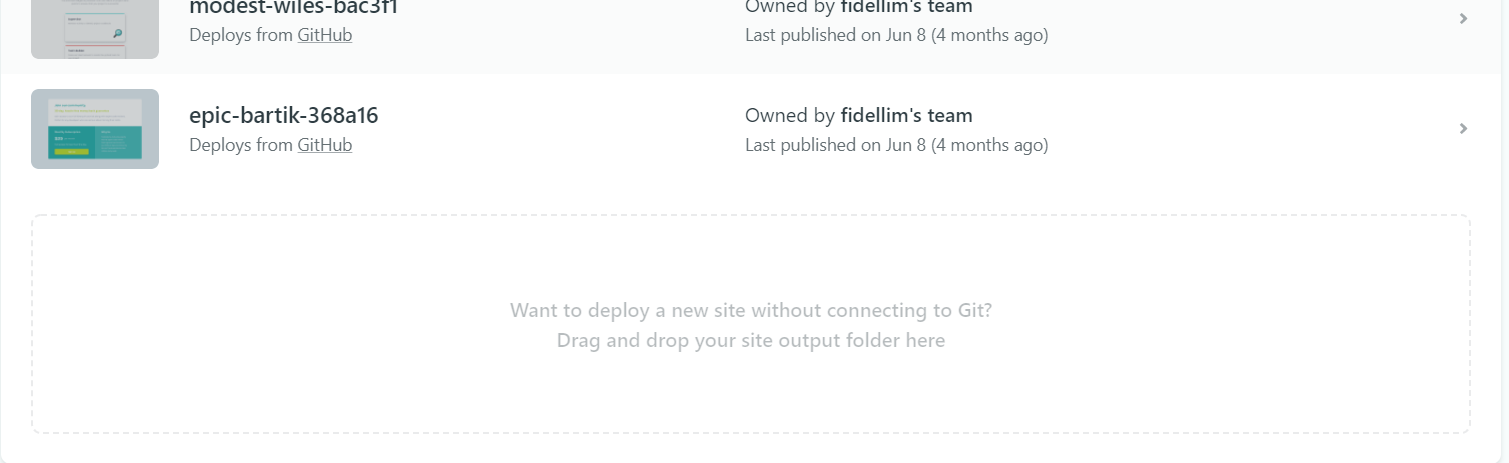 modest-wiles-bac3f1
Owned by fidellim's team
Deploys from GitHub
Last published on Jun 8 (4 months ago)
epic-bartik-368a16
Owned by fidellim's team
Deploys from GitHub
Last published on Jun 8 (4 months ago)
Want to deploy a new site without connecting to Git?
Drag and drop your site output folder here